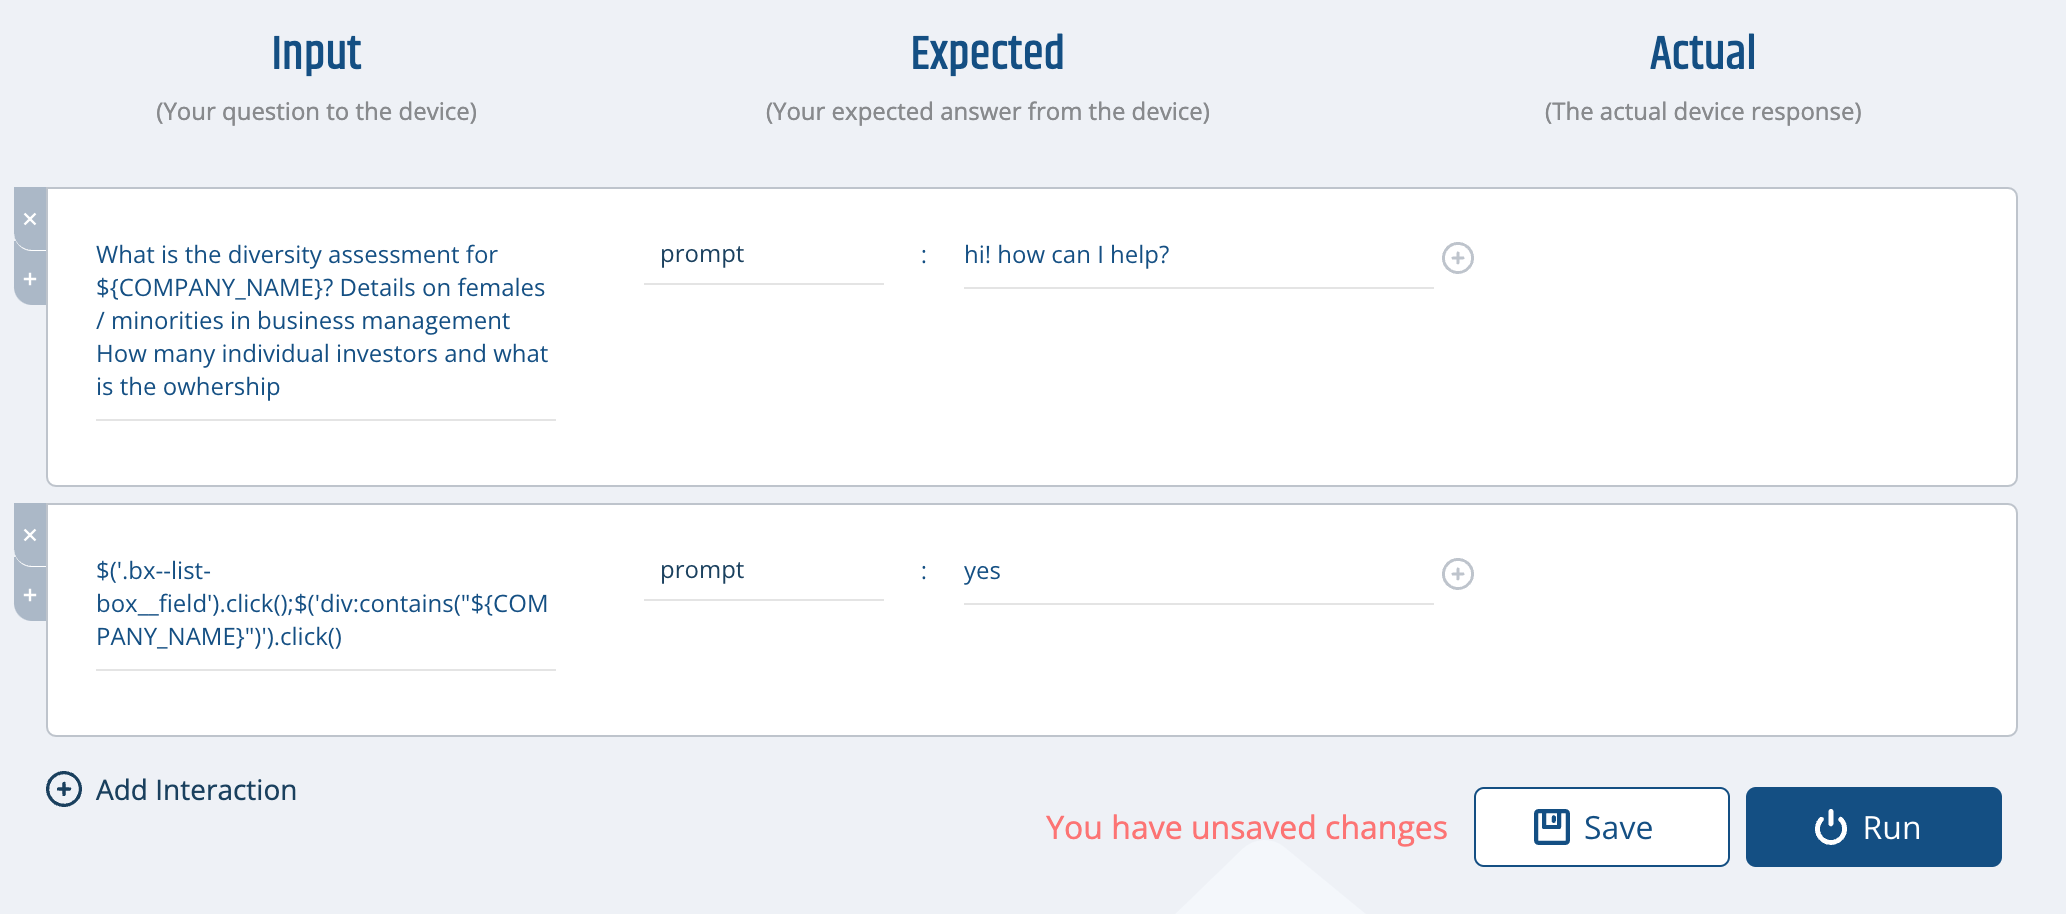 Input
(Your question to the device)
Expected
(Your expected answer from the device)
Actual
(The actual device response)
What is the diversity assessment for
${COMPANY_NAME}? Details on females
/ minorities in business management
How many individual investors and what
is the owhership
prompt : hi! how can I help?
$('.bx--list-
box__field').click();$('div:contains("${COM
PANY_NAME}")').click()
prompt : yes
Add Interaction
You have unsaved changes
Save
Run